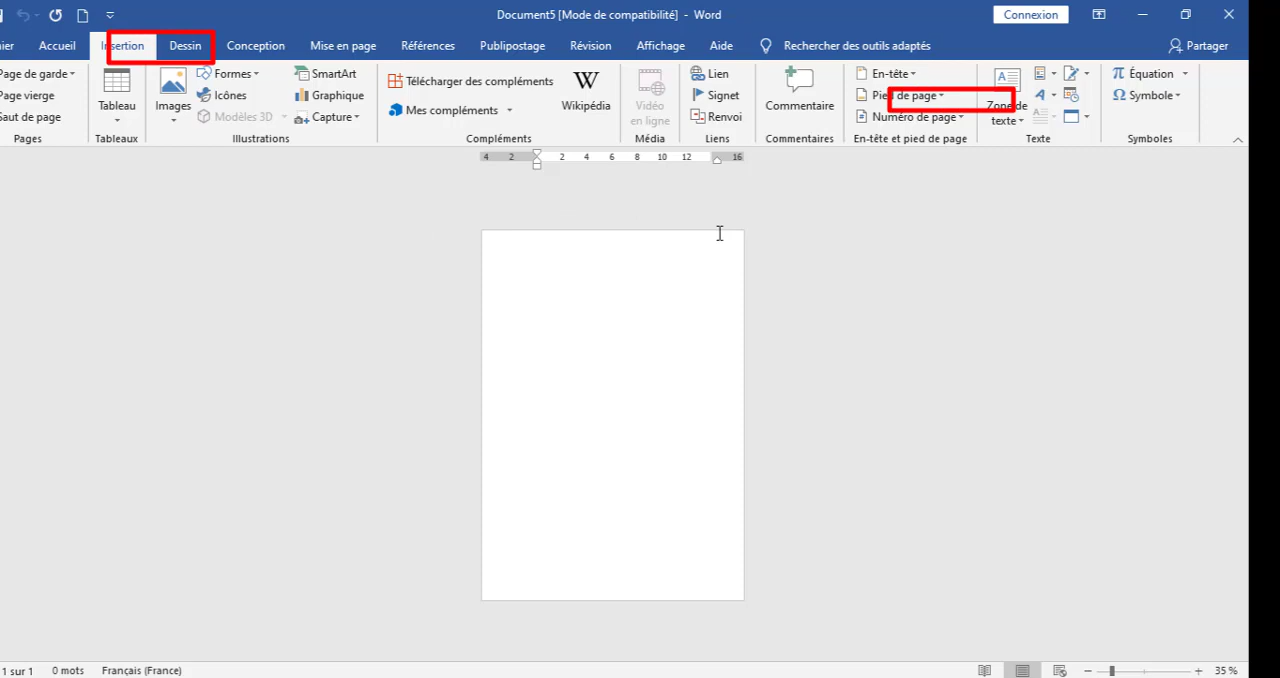 Document5 [Mode de compatibilité] - Word
Connexion
ier Accueil Insertion Dessin Conception Mise en page Références Publipostage Révision Affichage Aide Rechercher des outils adaptés Partager
Page de garde Formes SmartArt Télécharger des compléments Lien En-tête Équation
Page vierge Icônes Graphique Signet Pied de page Symbole
Tableau Images Mes compléments Wikipédia Vidéo Commentaire Zone de
saut de page Modèles 3D Capture en ligne Renvoi Numéro de page texte
Pages Tableaux Illustrations Compléments Média Liens Commentaires En-tête et pied de page Texte Symboles
4 2 2 4 6 8 10 12 16
1 sur 1 0 mots Français (France) 35 %